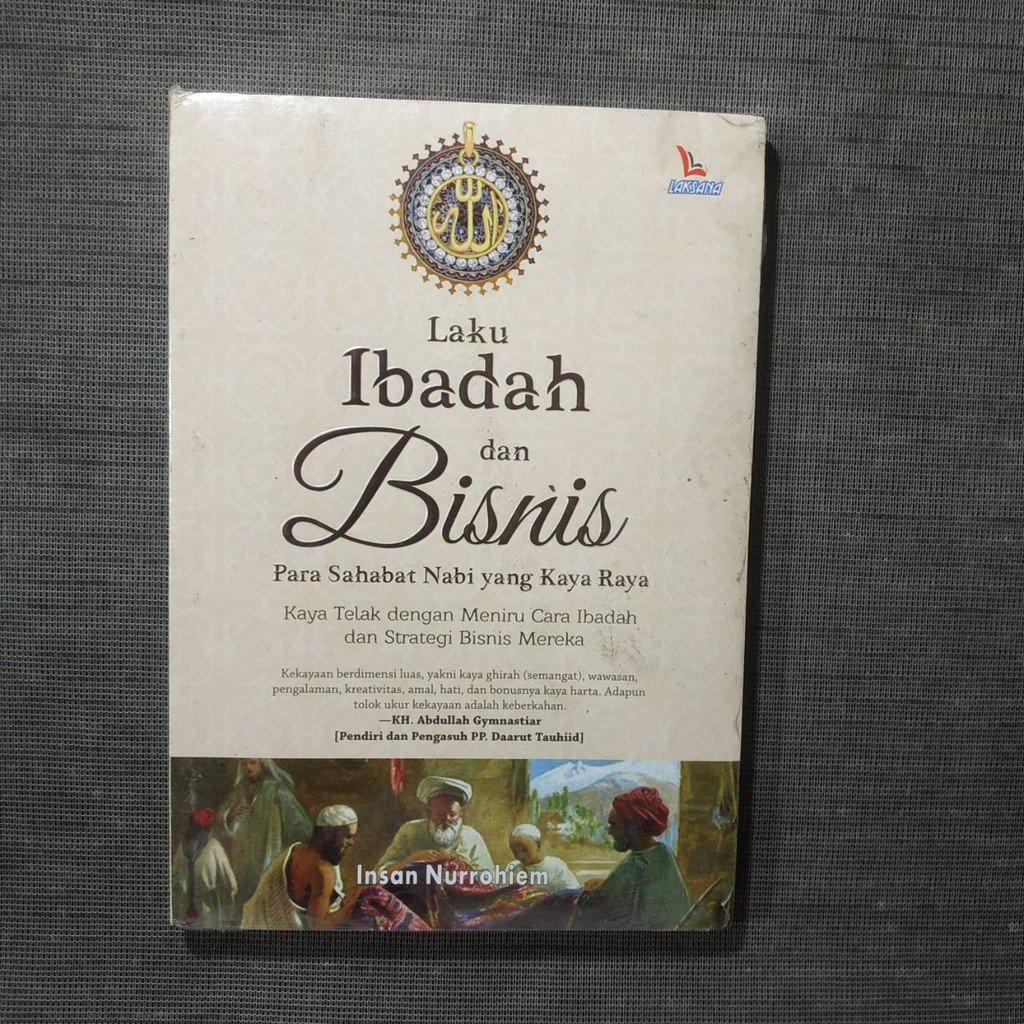 الله
LAKSANA
Laku
Ibadah
dan
Bisnis
Para Sahabat Nabi yang Kaya Raya
Kaya Telak dengan Meniru Cara Ibadah
dan Strategi Bisnis Mereka
Kekayaan berdimensi luas, yakni kaya ghirah (semangat), wawasan,
pengalaman, kreativitas, amal, hati, dan bonusnya kaya harta. Adapun
tolok ukur kekayaan adalah keberkahan.
—KH. Abdullah Gymnastiar
[Pendiri dan Pengasuh PP. Daarut Tauhiid]
Insan Nurrohiem